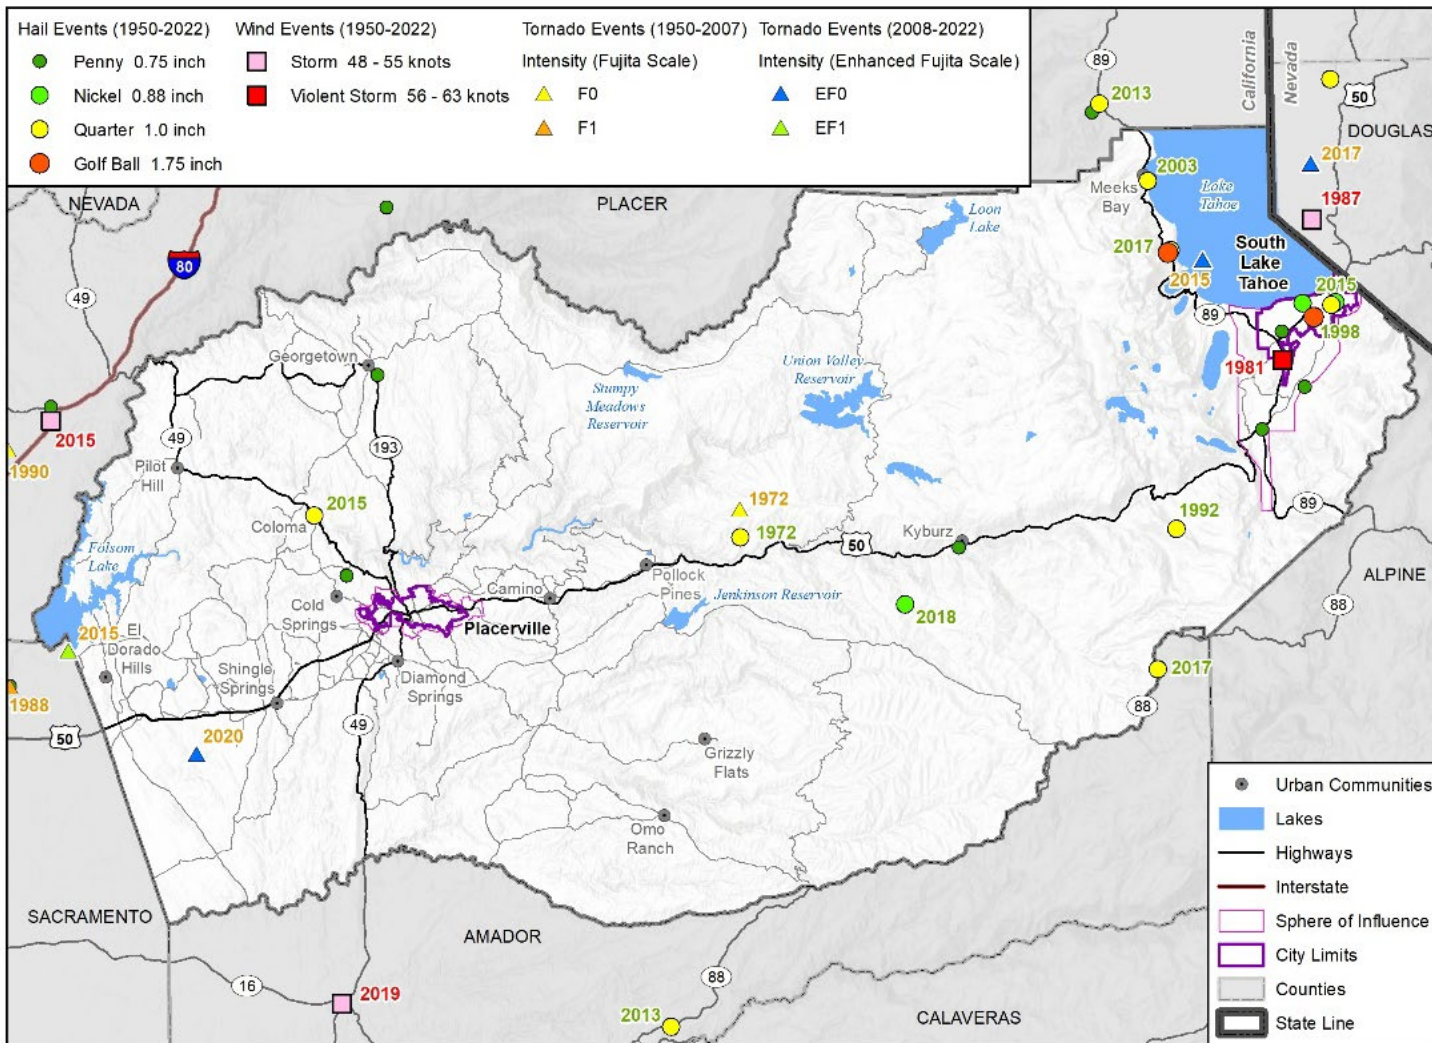 Hail Events (1950-2022)
Penny 0.75 inch
Nickel 0.88 inch
Quarter 1.0 inch
Golf Ball 1.75 inch
Wind Events (1950-2022)
Storm 48 - 55 knots
Violent Storm 56 - 63 knots
Tornado Events (1950-2007)
Intensity (Fujita Scale)
F0
F1
Tornado Events (2008-2022)
Intensity (Enhanced Fujita Scale)
EF0
EF1
89
2013
California
Nevada
50
DOUGLAS
2017
1987
NEVADA
PLACER
80
49
2003
Meeks
Bay
Lake
Tahoe
Loon
Lake
2017
2015
South
Lake
Tahoe
2015
89
1998
1981
Georgetown
Stumpy
Meadows
Reservoir
Union Valley
Reservoir
2015
49
193
1990
Pilot
Hill
2015
Coloma
1972
1972
50
Kyburz
1992
89
Folsom
Lake
Pollock
Pines
Camino
Cold
Springs
Placerville
Jenkinson Reservoir
2018
ALPINE
88
2015
El
Dorado
Hills
Shingle
Springs
Diamond
Springs
2017
88
1988
50
2020
49
Grizzly
Flats
Omo
Ranch
SACRAMENTO
AMADOR
16
2019
88
2013
CALAVERAS
Urban Communities
Lakes
Highways
Interstate
Sphere of Influence
City Limits
Counties
State Line